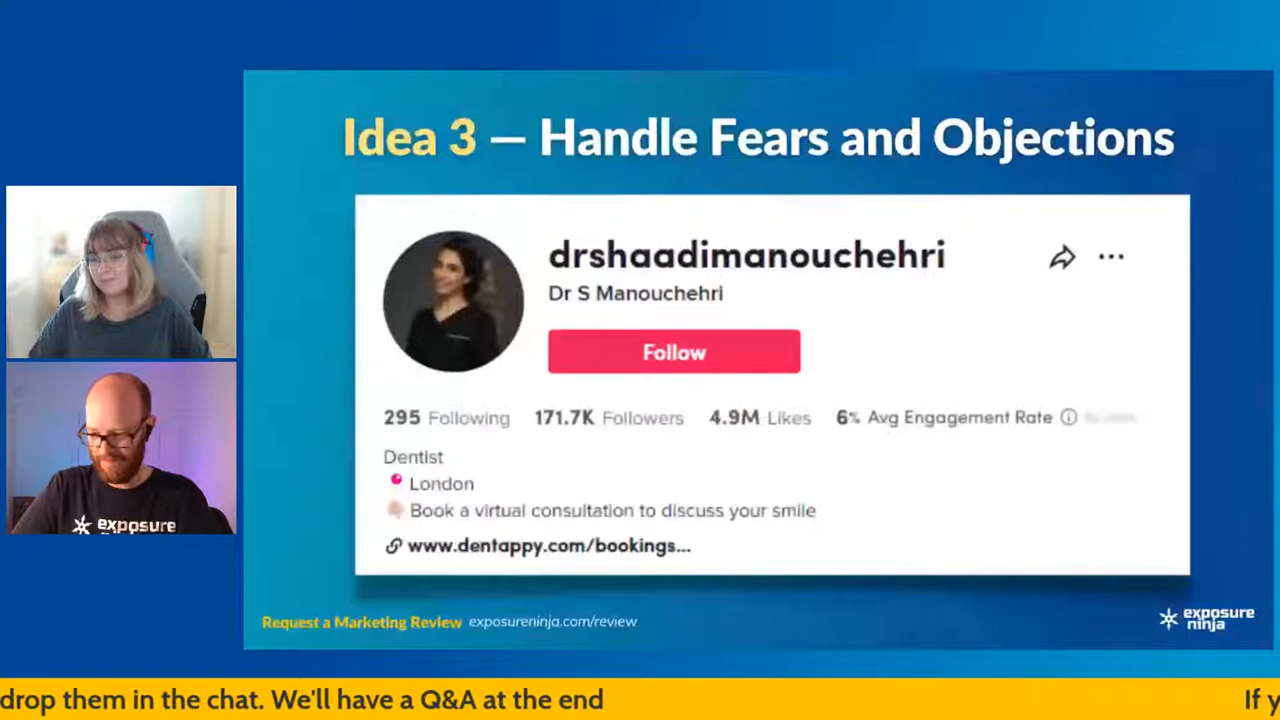 Idea 3 — Handle Fears and Objections
drshaadimanouchehri
Dr S Manouchehri
Follow
295 Following 171.7K Followers 4.9M Likes 6% Avg Engagement Rate
Dentist
London
Book a virtual consultation to discuss your smile
www.dentappy.com/bookings...
exposure
Request a Marketing Review exposureninja.com/review
exposure
ninja
drop them in the chat. We'll have a Q&A at the end
If y